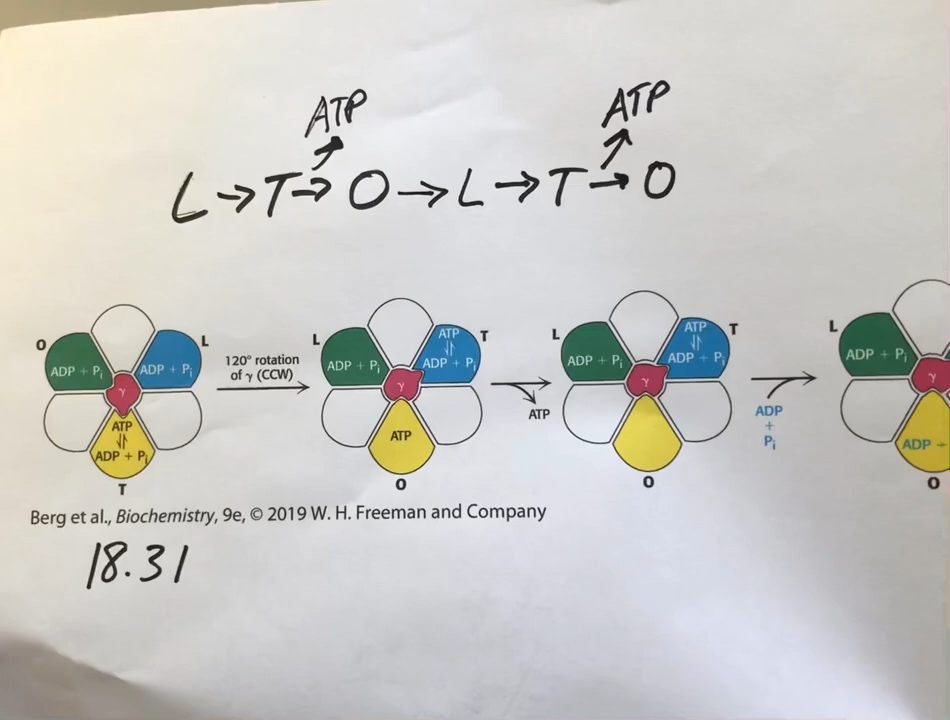 ATP ATP
L → T → O → L → T → O
O L L T L T L
ATP ATP
120° rotation
of γ (CCW)
ADP + Pi ADP + Pi ADP + Pi ADP + Pi ADP + Pi ADP + Pi ADP + Pi
γ γ γ γ
ATP ATP ATP ADP
ADP + Pi + ADP +
Pi
T O O O
Berg et al., Biochemistry, 9e, © 2019 W. H. Freeman and Company
18.31